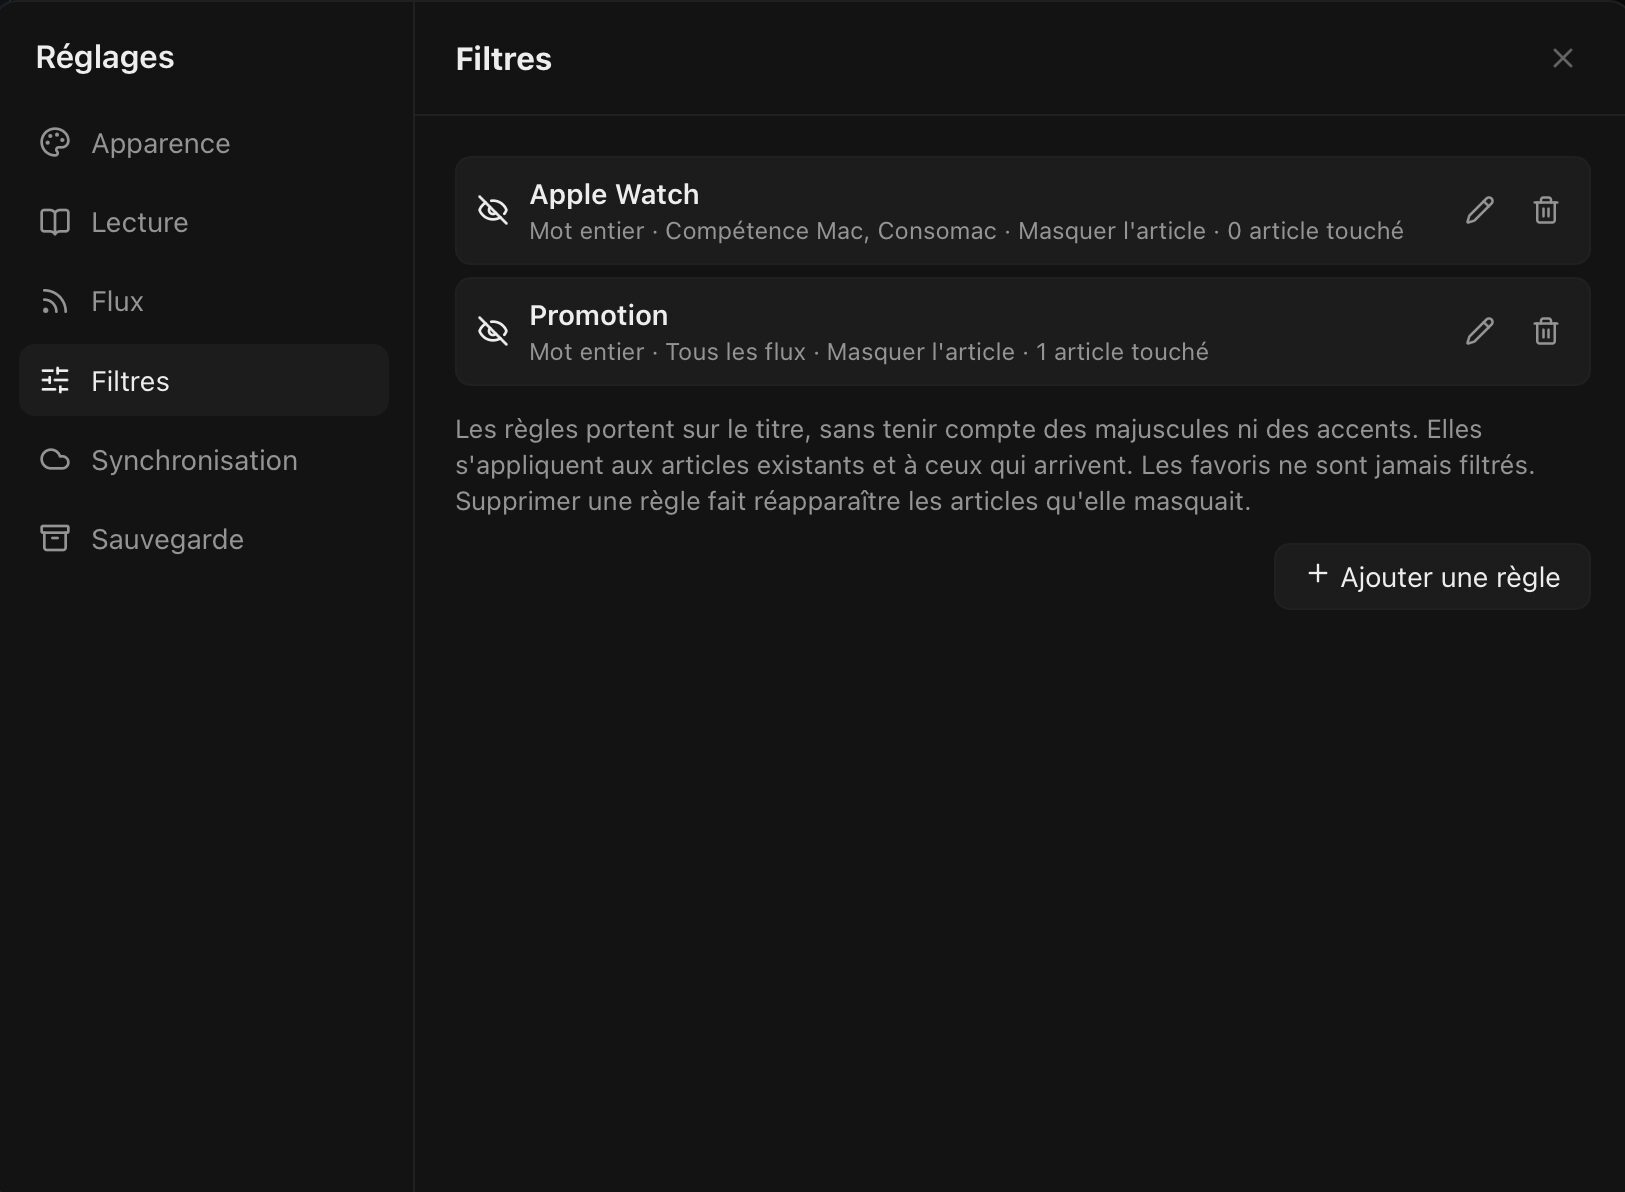 Réglages
Apparence
Lecture
Flux
Filtres
Synchronisation
Sauvegarde
Filtres
Apple Watch
Mot entier · Compétence Mac, Consomac · Masquer l'article · 0 article touché
Promotion
Mot entier · Tous les flux · Masquer l'article · 1 article touché
Les règles portent sur le titre, sans tenir compte des majuscules ni des accents. Elles
s'appliquent aux articles existants et à ceux qui arrivent. Les favoris ne sont jamais filtrés.
Supprimer une règle fait réapparaître les articles qu'elle masquait.
+ Ajouter une règle